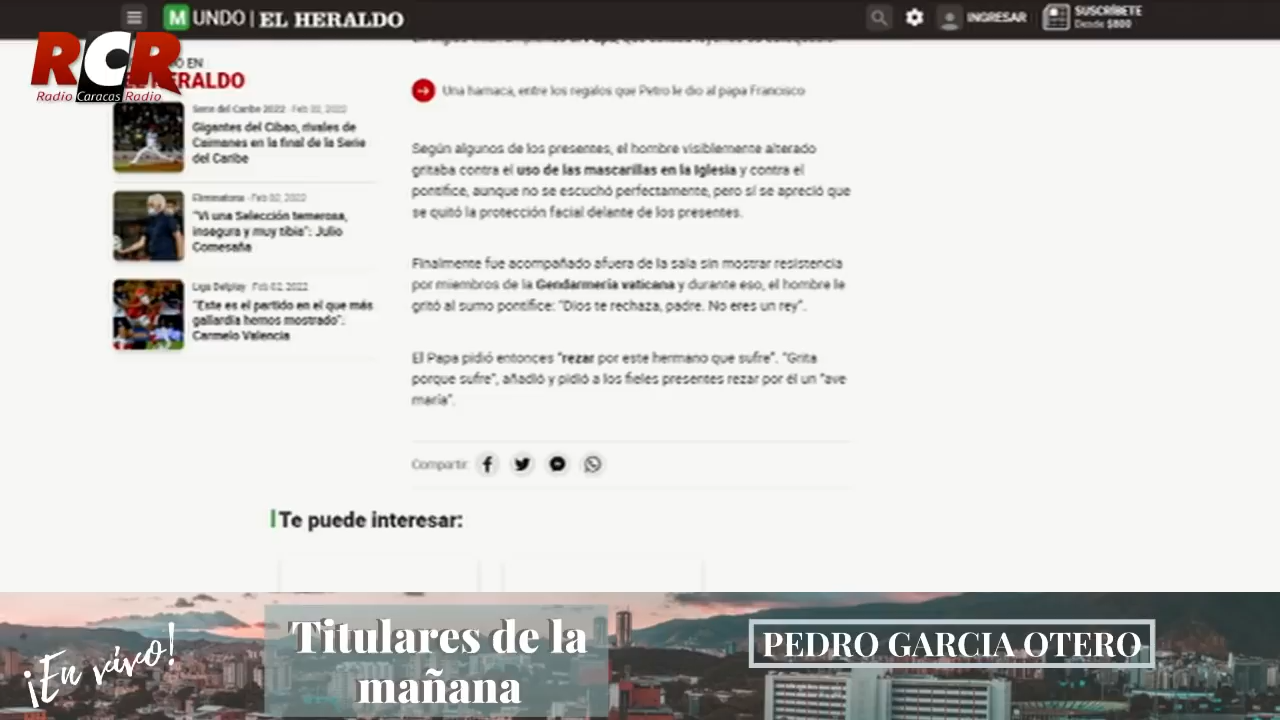 MUNDO | EL HERALDO
INGRESAR
SUSCRÍBETE
Desde $800
RCR
Radio Caracas Radio
EN
HERALDO
Serie del Caribe 2022 - Feb 02, 2022
Gigantes del Cibao, rivales de
Caimanes en la final de la Serie
del Caribe
Eliminatoria - Feb 02, 2022
"Vi una Selección temerosa,
insegura y muy tibia": Julio
Comesaña
Liga Betplay - Feb 02, 2022
"Este es el partido en el que más
gallardía hemos mostrado":
Carmelo Valencia
Una hamaca, entre los regalos que Petro le dio al papa Francisco
Según algunos de los presentes, el hombre visiblemente alterado
gritaba contra el uso de las mascarillas en la Iglesia y contra el
pontífice, aunque no se escuchó perfectamente, pero sí se apreció que
se quitó la protección facial delante de los presentes.
Finalmente fue acompañado afuera de la sala sin mostrar resistencia
por miembros de la Gendarmería vaticana y durante eso, el hombre le
gritó al sumo pontífice: "Dios te rechaza, padre. No eres un rey".
El Papa pidió entonces "rezar por este hermano que sufre". "Grita
porque sufre", añadió y pidió a los fieles presentes rezar por él un "ave
maría".
Compartir
Te puede interesar:
¡En vivo!
Titulares de la
mañana
PEDRO GARCIA OTERO